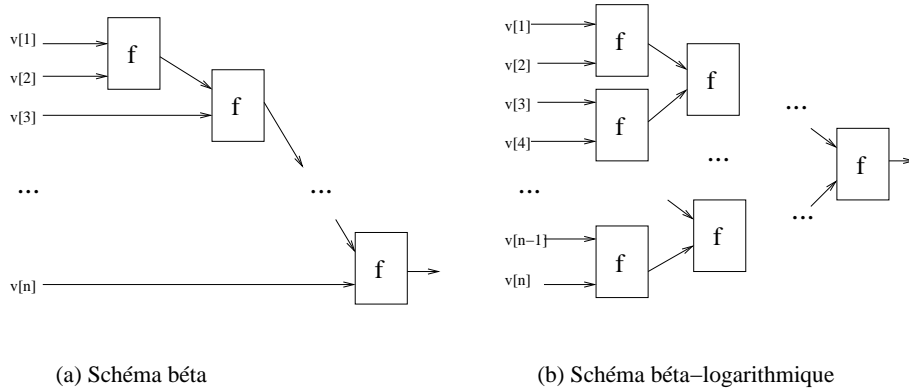 v[1]
v[2]
v[3]
...
v[n]
f
f
...
f
(a) Schéma béta
v[1]
v[2]
v[3]
v[4]
...
v[n−1]
v[n]
f
f
f
f
f
...
...
...
f
(b) Schéma béta−logarithmique